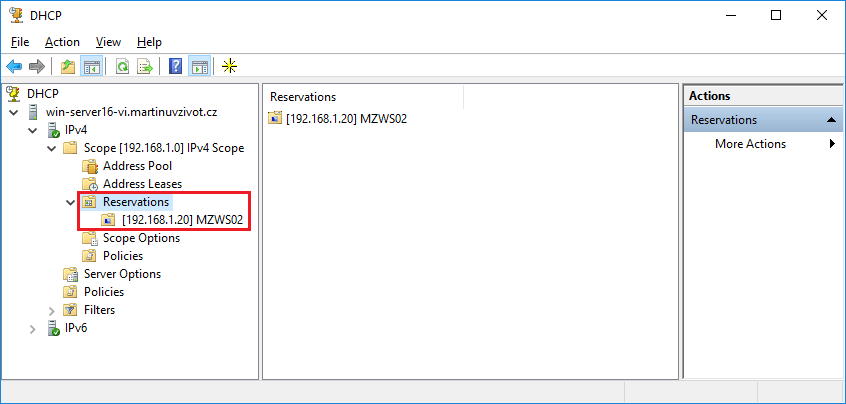 DHCP
File Action View Help
DHCP
win-server16-vi.martinuvzivot.cz
IPv4
Scope [192.168.1.0] IPv4 Scope
Address Pool
Address Leases
Reservations
[192.168.1.20] MZWS02
Scope Options
Policies
Server Options
Policies
Filters
IPv6
Reservations
[192.168.1.20] MZWS02
Actions
Reservations
More Actions